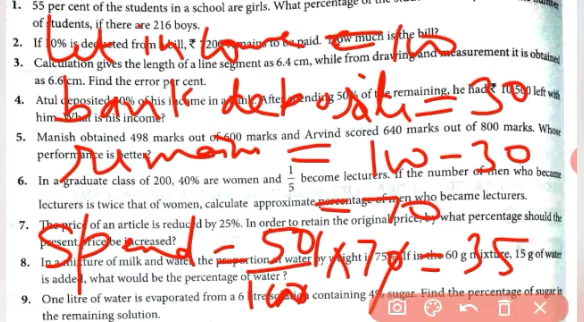 1. 55 per cent of the students in a school are girls. What percentage
of students, if there are 216 boys.
2. If 10% is deducted from a bill, ₹ 7200 remains to be paid. How much is the bill?
3. Calculation gives the length of a line segment as 6.4 cm, while from drawing and measurement it is obtained
as 6.6 cm. Find the error per cent.
4. Atul deposited of his income in a After spending 50% of the remaining, he had ₹ 10,500 left with
him. What is his income?
5. Manish obtained 498 marks out of 600 marks and Arvind scored 640 marks out of 800 marks. Whose
performance is better?
6. In a graduate class of 200, 40% are women and 1/5 become lecturers. If the number of men who became
lecturers is twice that of women, calculate approximate percentage of men who became lecturers.
7. The price of an article is reduced by 25%. In order to retain the original price, by what percentage should the
present price be increased?
8. In a mixture of milk and water, the proportion of water by weight is 75%. If in the 60 g mixture, 15 g of water
is added, what would be the percentage of water?
9. One litre of water is evaporated from a 6 litre solution containing 4% sugar. Find the percentage of sugar in
the remaining solution.
Let income = 100
bank deposite = 30
remain = 100 - 30
= 70
Spend = 50/100 x 70 = 35